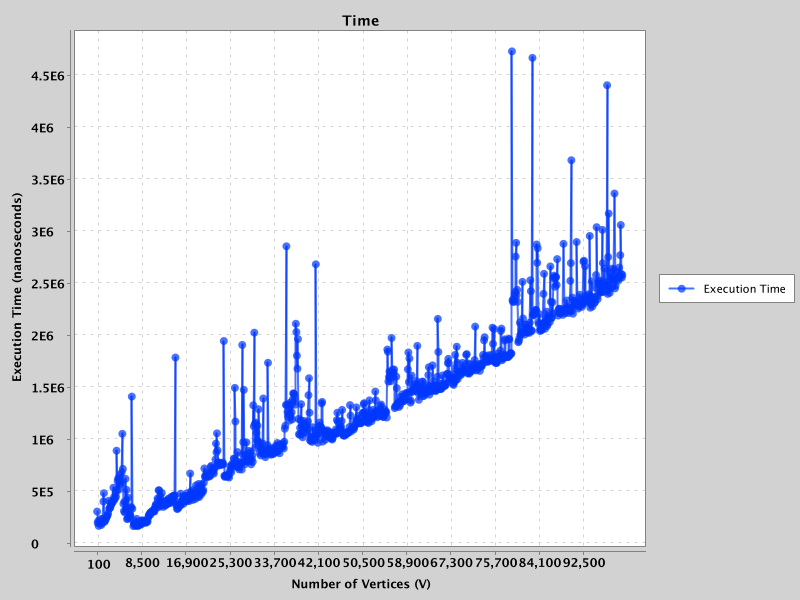 Time
4.5E6
4E6
3.5E6
3E6
2.5E6
2E6
1.5E6
1E6
5E5
0
Execution Time (nanoseconds)
100 8,500 16,900 25,300 33,700 42,100 50,500 58,900 67,300 75,700 84,100 92,500
Number of Vertices (V)
Execution Time